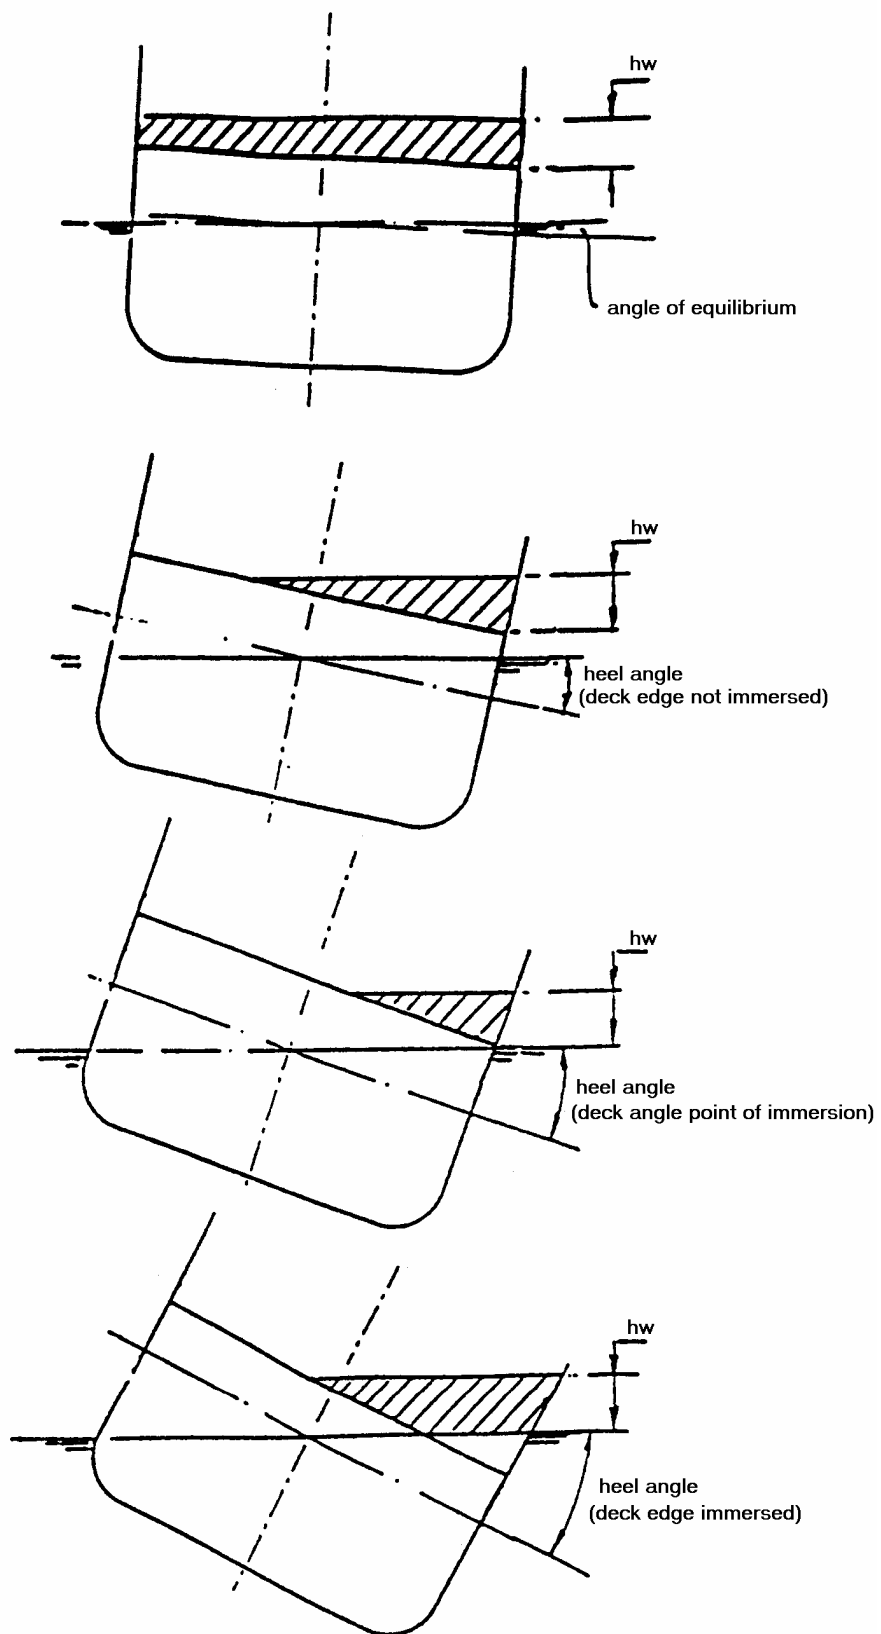 hw
angle of equilibrium
hw
heel angle
(deck edge not immersed)
hw
heel angle
(deck angle point of immersion)
hw
heel angle
(deck edge immersed)